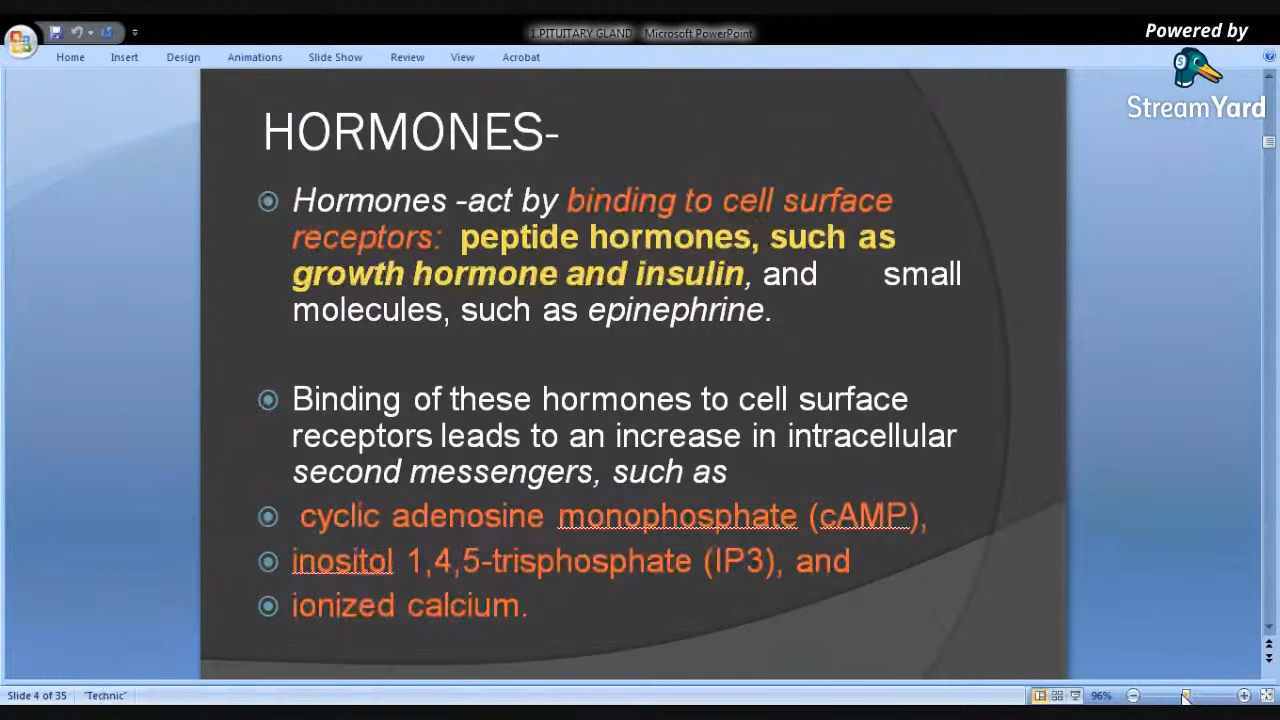 1.PITUITARY GLAND - Microsoft PowerPoint
Powered by
StreamYard
Home Insert Design Animations Slide Show Review View Acrobat
HORMONES-
Hormones -act by binding to cell surface
receptors: peptide hormones, such as
growth hormone and insulin, and small
molecules, such as epinephrine.
Binding of these hormones to cell surface
receptors leads to an increase in intracellular
second messengers, such as
cyclic adenosine monophosphate (cAMP),
inositol 1,4,5-trisphosphate (IP3), and
ionized calcium.
Slide 4 of 35 "Technic" 96%